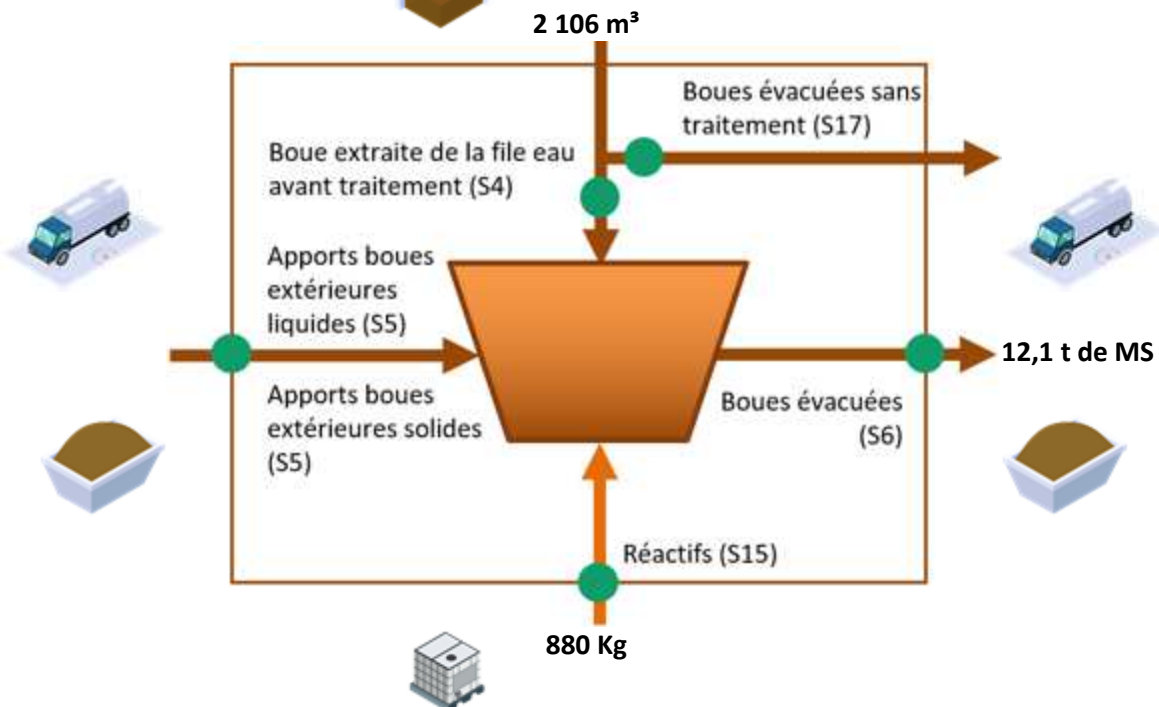 2 106 m³
Boues évacuées sans
traitement (S17)
Boue extraite de la file eau
avant traitement (S4)
Apports boues
extérieures
liquides (S5)
12,1 t de MS
Apports boues
extérieures solides
(S5)
Boues évacuées
(S6)
Réactifs (S15)
880 Kg